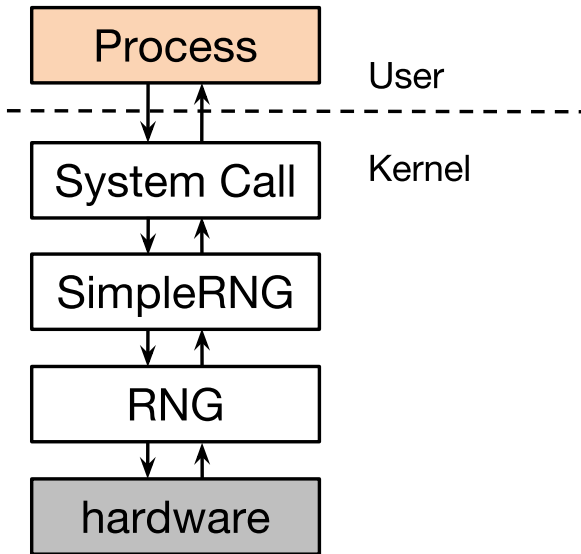 Process
User
System Call
Kernel
SimpleRNG
RNG
hardware